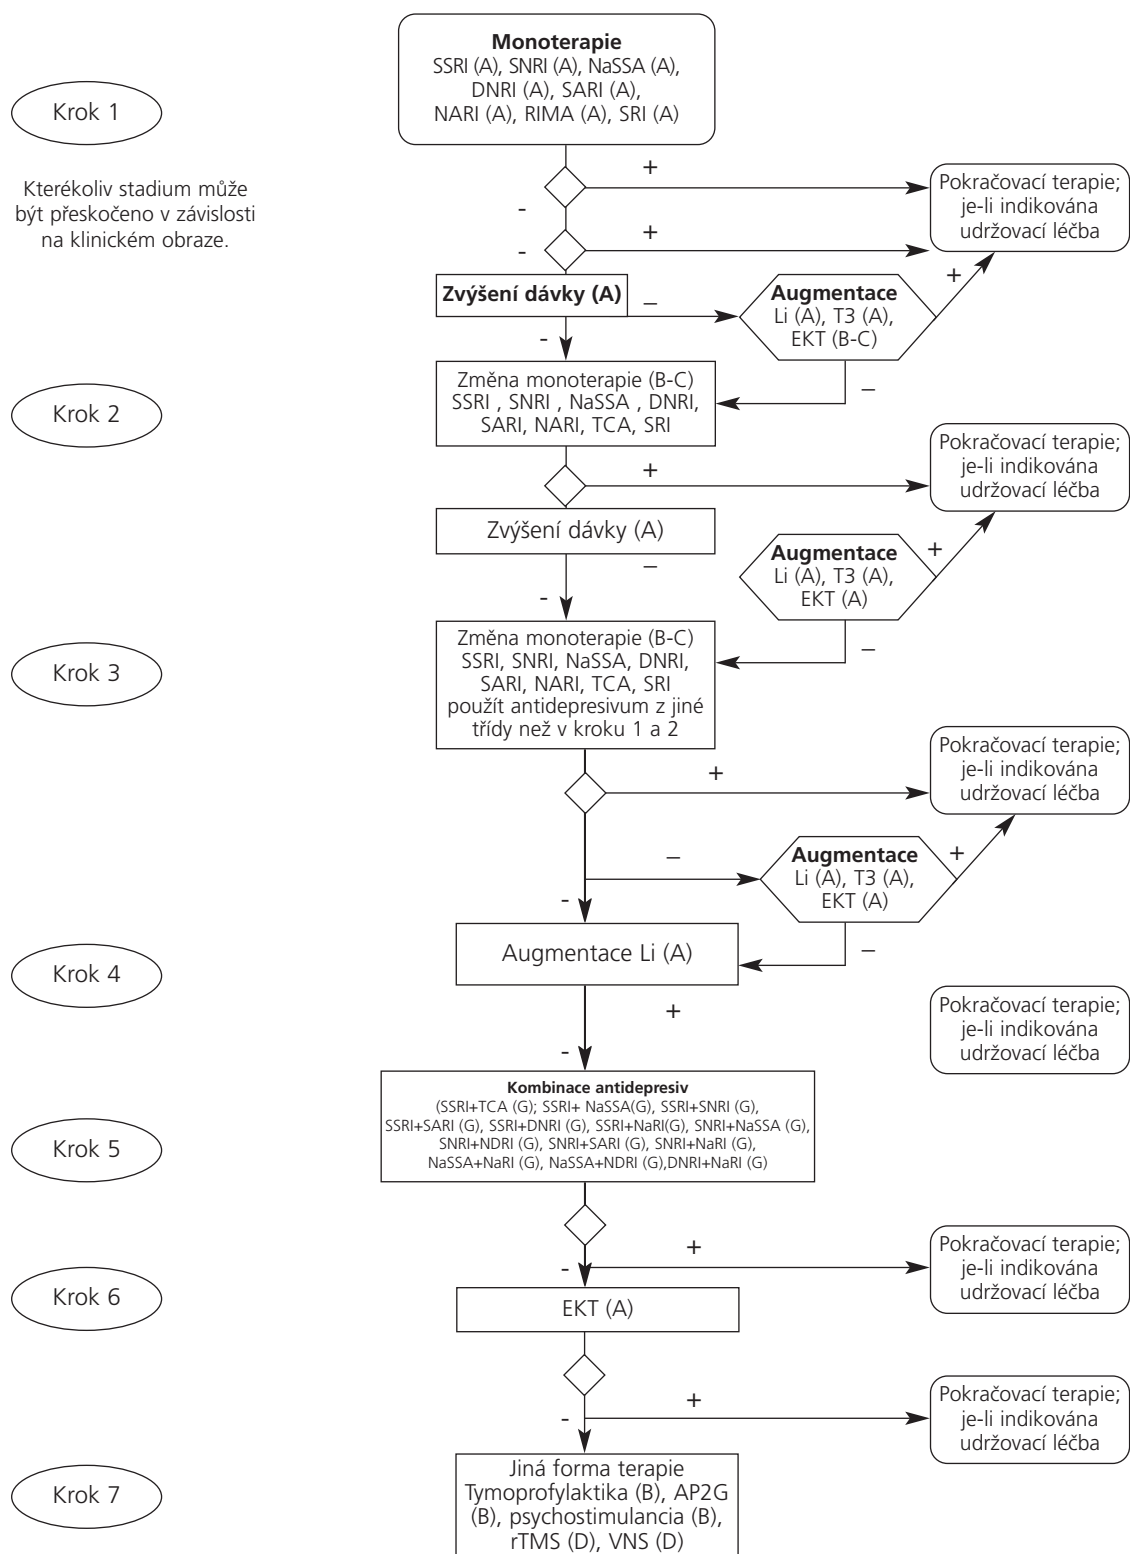 Monoterapie
SSRI (A), SNRI (A), NaSSA (A),
DNRI (A), SARI (A),
NARI (A), RIMA (A), SRI (A)
Krok 1
Kterékoliv stadium může
být přeskočeno v závislosti
na klinickém obraze.
+
-
Pokračovací terapie;
je-li indikována
udržovací léčba
+
-
Zvýšení dávky (A)
–
Augmentace
Li (A), T3 (A),
EKT (B-C)
+
-
–
Krok 2
Změna monoterapie (B-C)
SSRI , SNRI , NaSSA , DNRI,
SARI, NARI, TCA, SRI
+
Pokračovací terapie;
je-li indikována
udržovací léčba
Zvýšení dávky (A)
–
Augmentace
Li (A), T3 (A),
EKT (A)
+
-
–
Krok 3
Změna monoterapie (B-C)
SSRI, SNRI, NaSSA, DNRI,
SARI, NARI, TCA, SRI
použít antidepresivum z jiné
třídy než v kroku 1 a 2
+
Pokračovací terapie;
je-li indikována
udržovací léčba
–
Augmentace
Li (A), T3 (A),
EKT (A)
+
-
–
Krok 4
Augmentace Li (A)
+
Pokračovací terapie;
je-li indikována
udržovací léčba
-
Krok 5
Kombinace antidepresiv
(SSRI+TCA (G); SSRI+ NaSSA(G), SSRI+SNRI (G),
SSRI+SARI (G), SSRI+DNRI (G), SSRI+NaRI(G), SNRI+NaSSA (G),
SNRI+NDRI (G), SNRI+SARI (G), SNRI+NaRI (G),
NaSSA+NaRI (G), NaSSA+NDRI (G),DNRI+NaRI (G)
+
-
Pokračovací terapie;
je-li indikována
udržovací léčba
Krok 6
EKT (A)
+
-
Pokračovací terapie;
je-li indikována
udržovací léčba
Krok 7
Jiná forma terapie
Tymoprofylaktika (B), AP2G
(B), psychostimulancia (B),
rTMS (D), VNS (D)